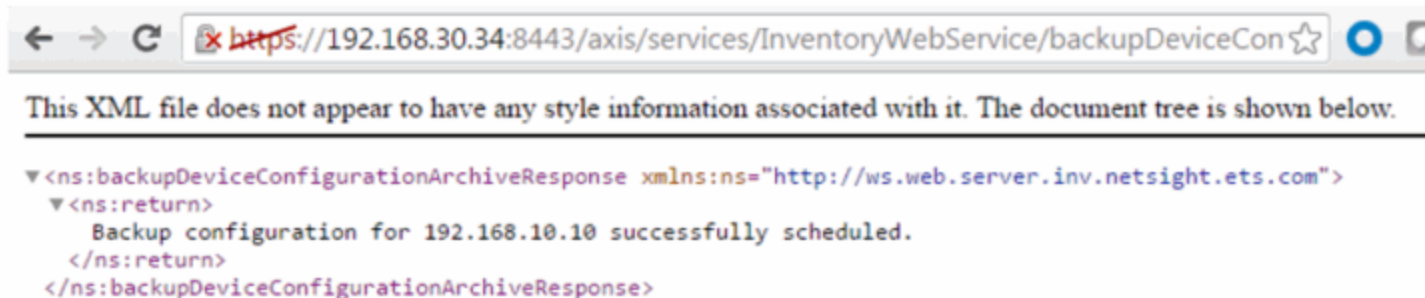 https://192.168.30.34:8443/axis/services/InventoryWebService/backupDeviceCon
This XML file does not appear to have any style information associated with it. The document tree is shown below.
▼<ns:backupDeviceConfigurationArchiveResponse xmlns:ns="http://ws.web.server.inv.netsight.ets.com">
▼<ns:return>
Backup configuration for 192.168.10.10 successfully scheduled.
</ns:return>
</ns:backupDeviceConfigurationArchiveResponse>